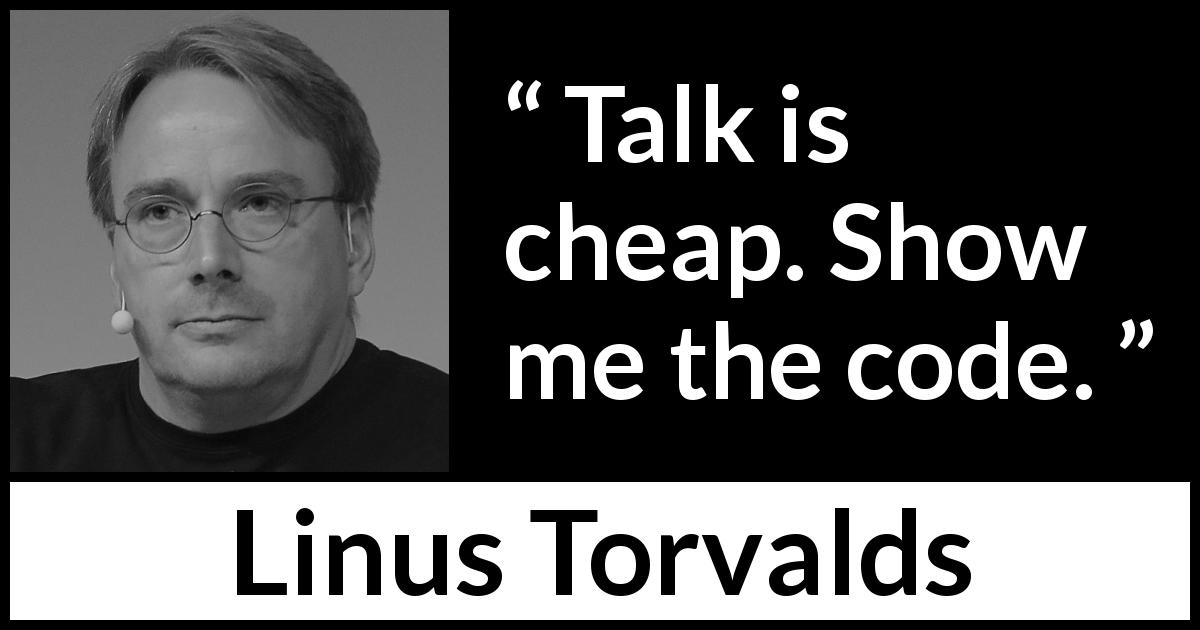 “ Talk is
cheap. Show
me the code. ”
Linus Torvalds